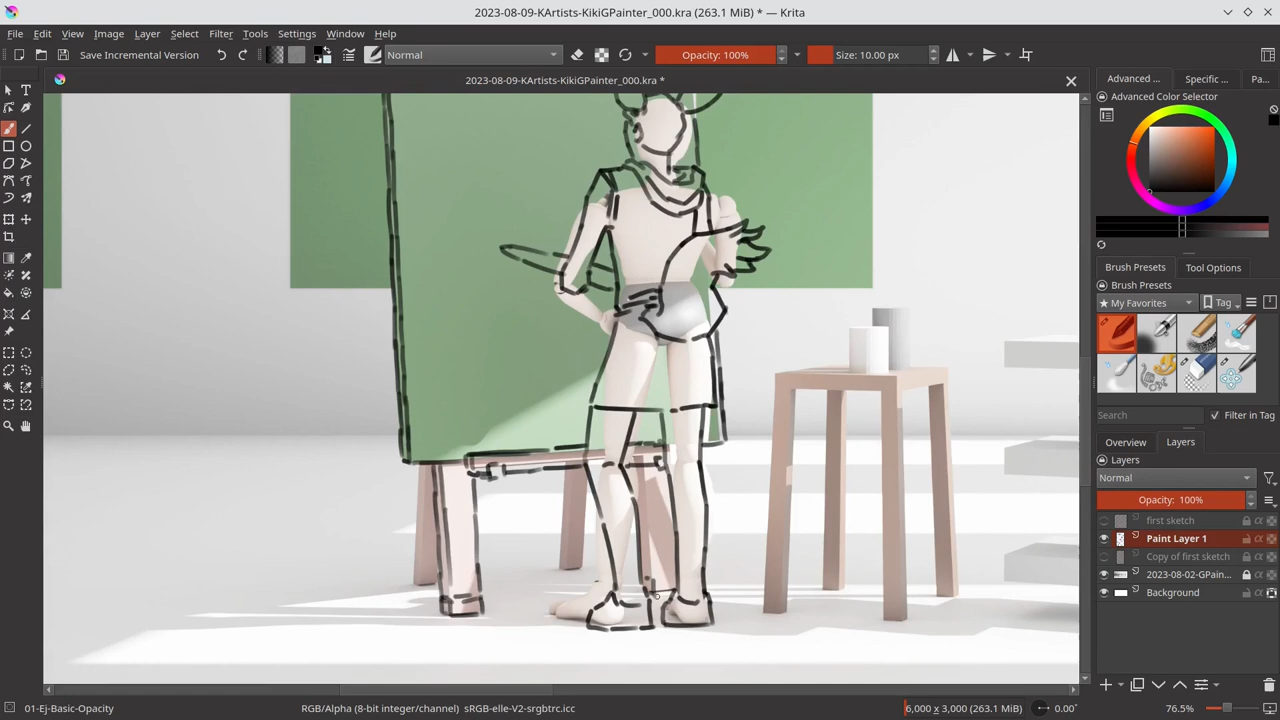 2023-08-09-KArtists-KikiGPainter_000.kra (263.1 MiB) * — Krita
File Edit View Image Layer Select Filter Tools Settings Window Help
Save Incremental Version Normal Opacity: 100% Size: 10.00 px
2023-08-09-KArtists-KikiGPainter_000.kra *
Advanced ... Specific ... Pa...
Advanced Color Selector
Brush Presets Tool Options
Brush Presets
★ My Favorites Tag
Search Filter in Tag
Overview Layers
Layers
Normal
Opacity: 100%
first sketch
Paint Layer 1
Copy of first sketch
2023-08-02-GPain...
Background
01-Ej-Basic-Opacity RGB/Alpha (8-bit integer/channel) sRGB-elle-V2-srgbtrc.icc 6,000 x 3,000 (263.1 MiB) 0.00° 76.5%